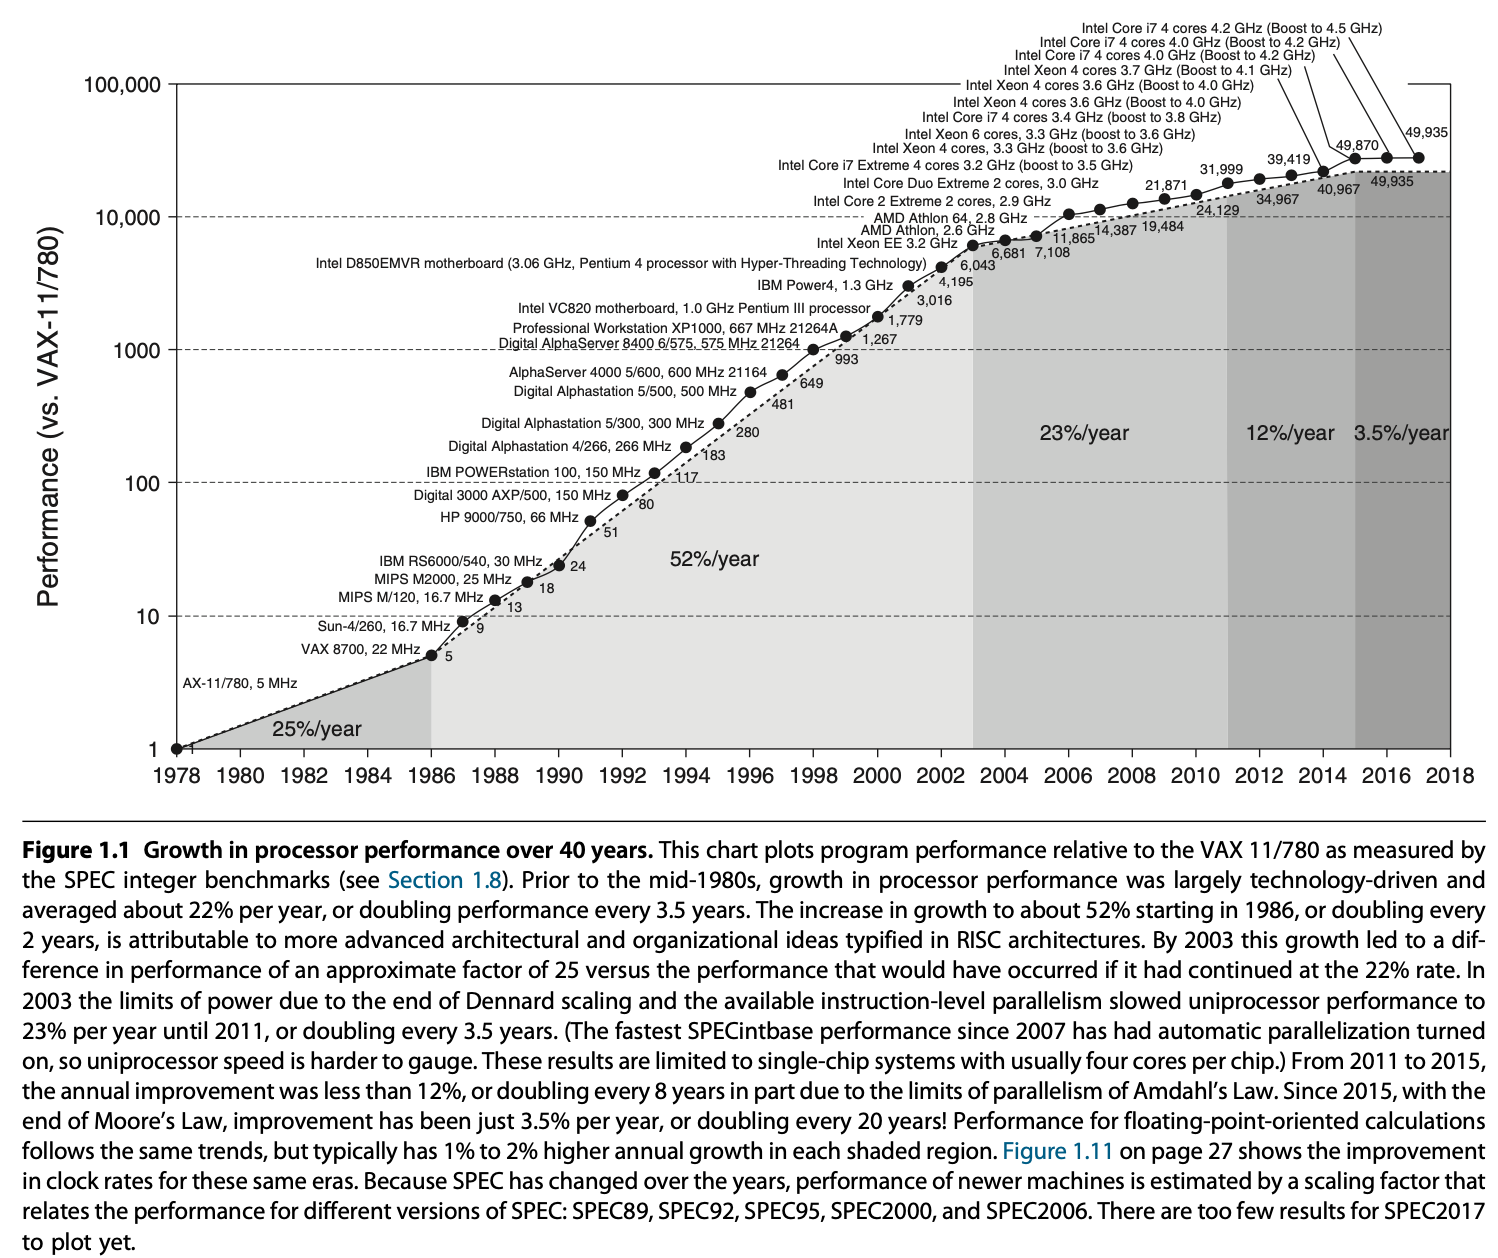 Intel Core i7 4 cores 4.2 GHz (Boost to 4.5 GHz)
Intel Core i7 4 cores 4.0 GHz (Boost to 4.2 GHz)
Intel Core i7 4 cores 4.0 GHz (Boost to 4.2 GHz)
Intel Xeon 4 cores 3.7 GHz (Boost to 4.1 GHz)
Intel Xeon 4 cores 3.6 GHz (Boost to 4.0 GHz)
Intel Xeon 4 cores 3.6 GHz (Boost to 4.0 GHz)
Intel Core i7 4 cores 3.4 GHz (boost to 3.8 GHz)
Intel Xeon 6 cores, 3.3 GHz (boost to 3.6 GHz)
Intel Xeon 4 cores, 3.3 GHz (boost to 3.6 GHz)
Intel Core i7 Extreme 4 cores 3.2 GHz (boost to 3.5 GHz)
Intel Core Duo Extreme 2 cores, 3.0 GHz
Intel Core 2 Extreme 2 cores, 2.9 GHz
AMD Athlon 64, 2.8 GHz
AMD Athlon, 2.6 GHz
Intel Xeon EE 3.2 GHz
Intel D850EMVR motherboard (3.06 GHz, Pentium 4 processor with Hyper-Threading Technology)
IBM Power4, 1.3 GHz
Intel VC820 motherboard, 1.0 GHz Pentium III processor
Professional Workstation XP1000, 667 MHz 21264A
Digital AlphaServer 8400 6/575, 575 MHz 21264
AlphaServer 4000 5/600, 600 MHz 21164
Digital Alphastation 5/500, 500 MHz
Digital Alphastation 5/300, 300 MHz
Digital Alphastation 4/266, 266 MHz
IBM POWERstation 100, 150 MHz
Digital 3000 AXP/500, 150 MHz
HP 9000/750, 66 MHz
IBM RS6000/540, 30 MHz
MIPS M2000, 25 MHz
MIPS M/120, 16.7 MHz
Sun-4/260, 16.7 MHz
VAX 8700, 22 MHz
AX-11/780, 5 MHz
49,935
49,870
39,419
31,999
21,871
49,935
40,967
34,967
24,129
19,484
14,387
11,865
7,108
6,681
6,043
4,195
3,016
1,779
1,267
993
649
481
280
183
117
80
51
24
18
13
9
5
25%/year
52%/year
23%/year
12%/year
3.5%/year
Performance (vs. VAX-11/780)
100,000
10,000
1000
100
10
1
1978 1980 1982 1984 1986 1988 1990 1992 1994 1996 1998 2000 2002 2004 2006 2008 2010 2012 2014 2016 2018
Figure 1.1 Growth in processor performance over 40 years. This chart plots program performance relative to the VAX 11/780 as measured by
the SPEC integer benchmarks (see Section 1.8). Prior to the mid-1980s, growth in processor performance was largely technology-driven and
averaged about 22% per year, or doubling performance every 3.5 years. The increase in growth to about 52% starting in 1986, or doubling every
2 years, is attributable to more advanced architectural and organizational ideas typified in RISC architectures. By 2003 this growth led to a dif-
ference in performance of an approximate factor of 25 versus the performance that would have occurred if it had continued at the 22% rate. In
2003 the limits of power due to the end of Dennard scaling and the available instruction-level parallelism slowed uniprocessor performance to
23% per year until 2011, or doubling every 3.5 years. (The fastest SPECintbase performance since 2007 has had automatic parallelization turned
on, so uniprocessor speed is harder to gauge. These results are limited to single-chip systems with usually four cores per chip.) From 2011 to 2015,
the annual improvement was less than 12%, or doubling every 8 years in part due to the limits of parallelism of Amdahl's Law. Since 2015, with the
end of Moore's Law, improvement has been just 3.5% per year, or doubling every 20 years! Performance for floating-point-oriented calculations
follows the same trends, but typically has 1% to 2% higher annual growth in each shaded region. Figure 1.11 on page 27 shows the improvement
in clock rates for these same eras. Because SPEC has changed over the years, performance of newer machines is estimated by a scaling factor that
relates the performance for different versions of SPEC: SPEC89, SPEC92, SPEC95, SPEC2000, and SPEC2006. There are too few results for SPEC2017
to plot yet.